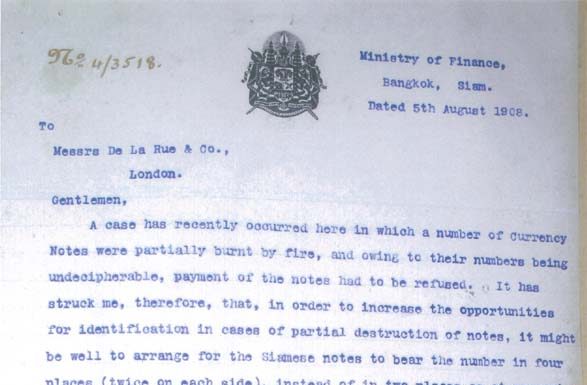 No 4/3518.
Ministry of Finance,
Bangkok, Siam.
Dated 5th August 1908.
To
Messrs De La Rue & Co.,
London.
Gentlemen,
A case has recently occurred here in which a number of Currency
Notes were partially burnt by fire, and owing to their numbers being
undecipherable, payment of the notes had to be refused. It has
struck me, therefore, that, in order to increase the opportunities
for identification in cases of partial destruction of notes, it might
be well to arrange for the Siamese notes to bear the number in four
places (twice on each side), instead of in two places